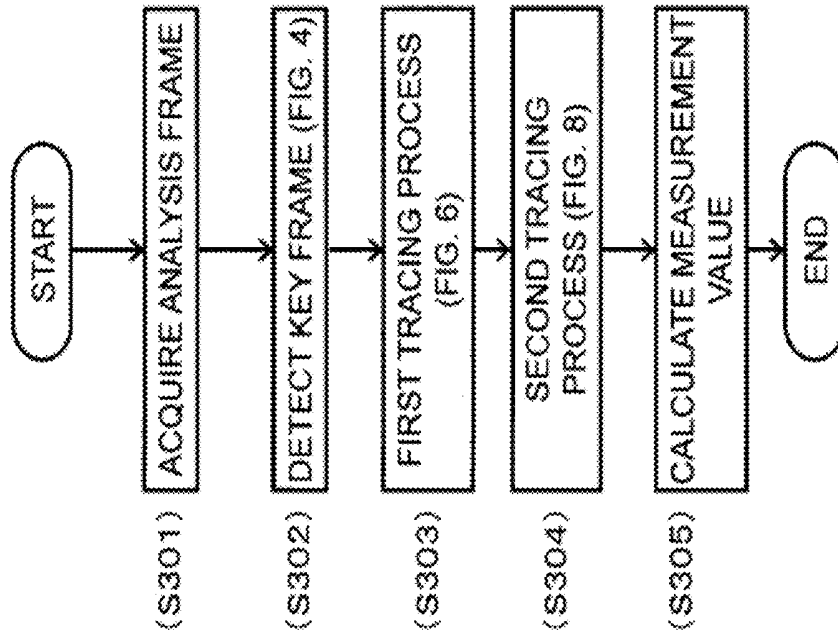 START
(S301)
ACQUIRE ANALYSIS FRAME
(S302)
DETECT KEY FRAME (FIG. 4)
(S303)
FIRST TRACING PROCESS
(FIG. 6)
(S304)
SECOND TRACING
PROCESS (FIG. 8)
(S305)
CALCULATE MEASUREMENT
VALUE
END